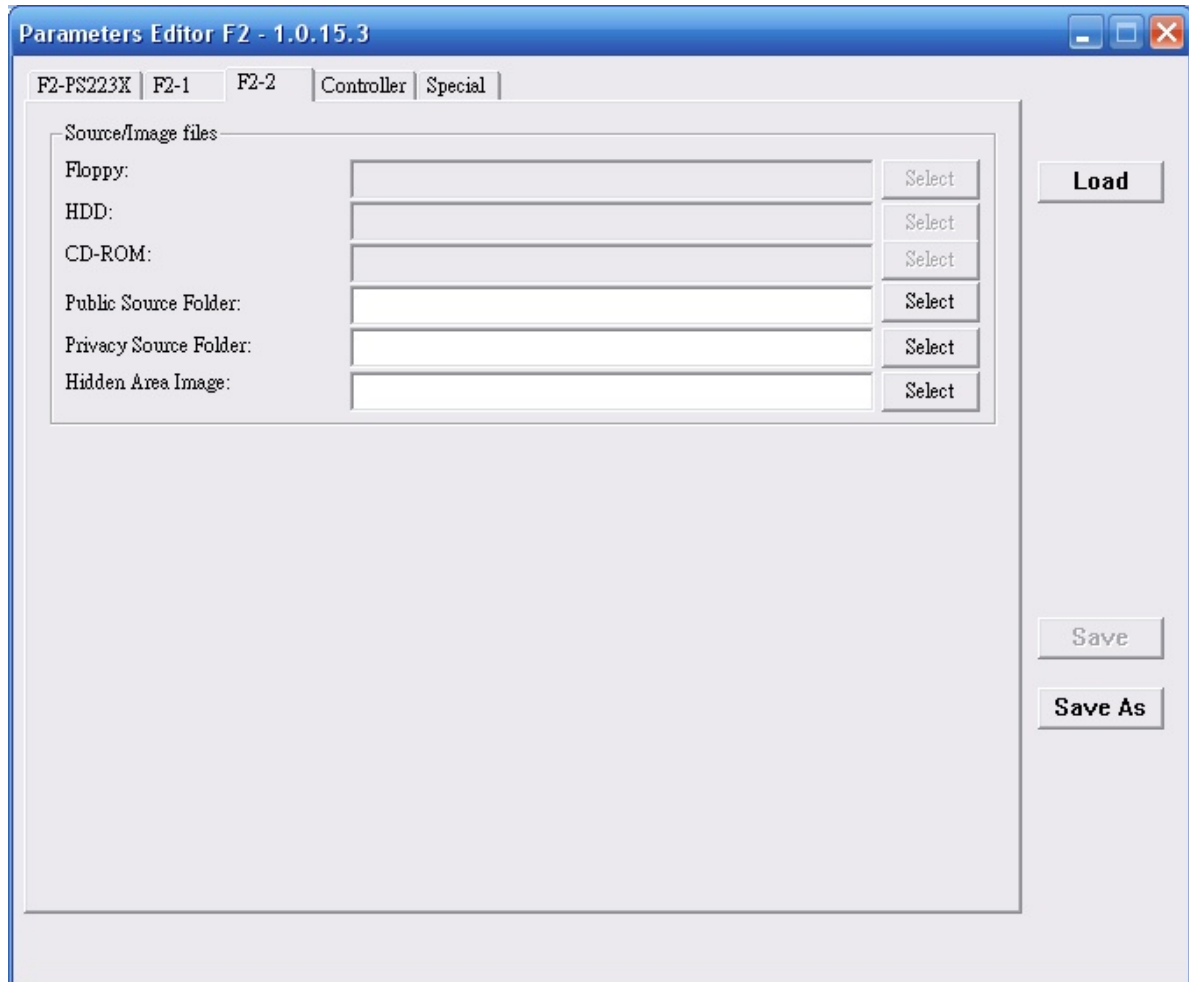 Parameters Editor F2 - 1.0.15.3
F2-PS223X F2-1 F2-2 Controller Special
Source/Image files
Floppy: Select
HDD: Select
CD-ROM: Select
Public Source Folder: Select
Privacy Source Folder: Select
Hidden Area Image: Select
Load
Save
Save As